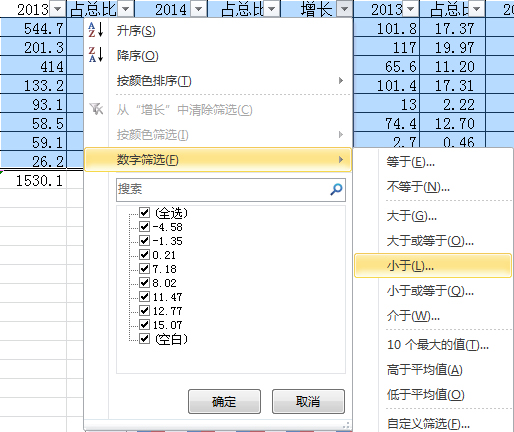 2013 占总比 2014 占总比 增长 2013 占总比
544.7 101.8 17.37
201.3 117 19.97
414 65.6 11.20
133.2 101.4 17.31
93.1 13 2.22
58.5 74.4 12.70
59.1 2.7 0.46
26.2
1530.1
升序(S)
降序(O)
按颜色排序(T)
从“增长”中清除筛选(C)
按颜色筛选(I)
数字筛选(F)
搜索
(全选)
-4.58
-1.35
0.21
7.18
8.02
11.47
12.77
15.07
(空白)
确定 取消
等于(E)...
不等于(N)...
大于(G)...
大于或等于(O)...
小于(L)...
小于或等于(Q)...
介于(W)...
10 个最大的值(T)...
高于平均值(A)
低于平均值(O)
自定义筛选(F)...